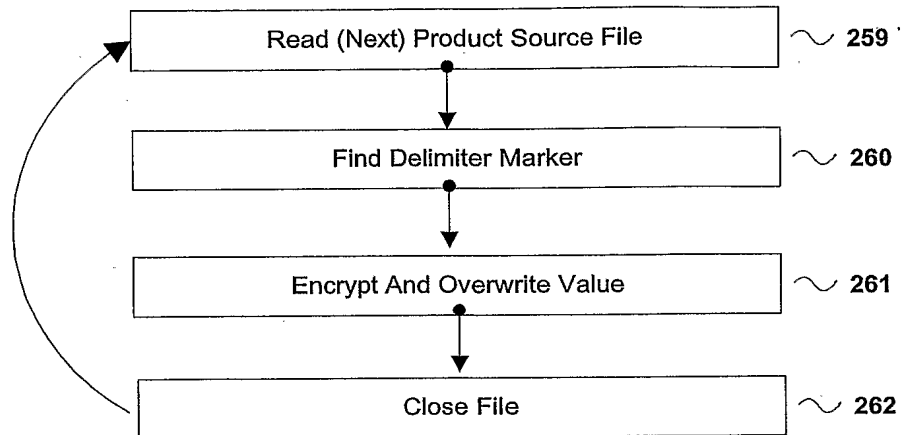 Read (Next) Product Source File 259
Find Delimiter Marker 260
Encrypt And Overwrite Value 261
Close File 262